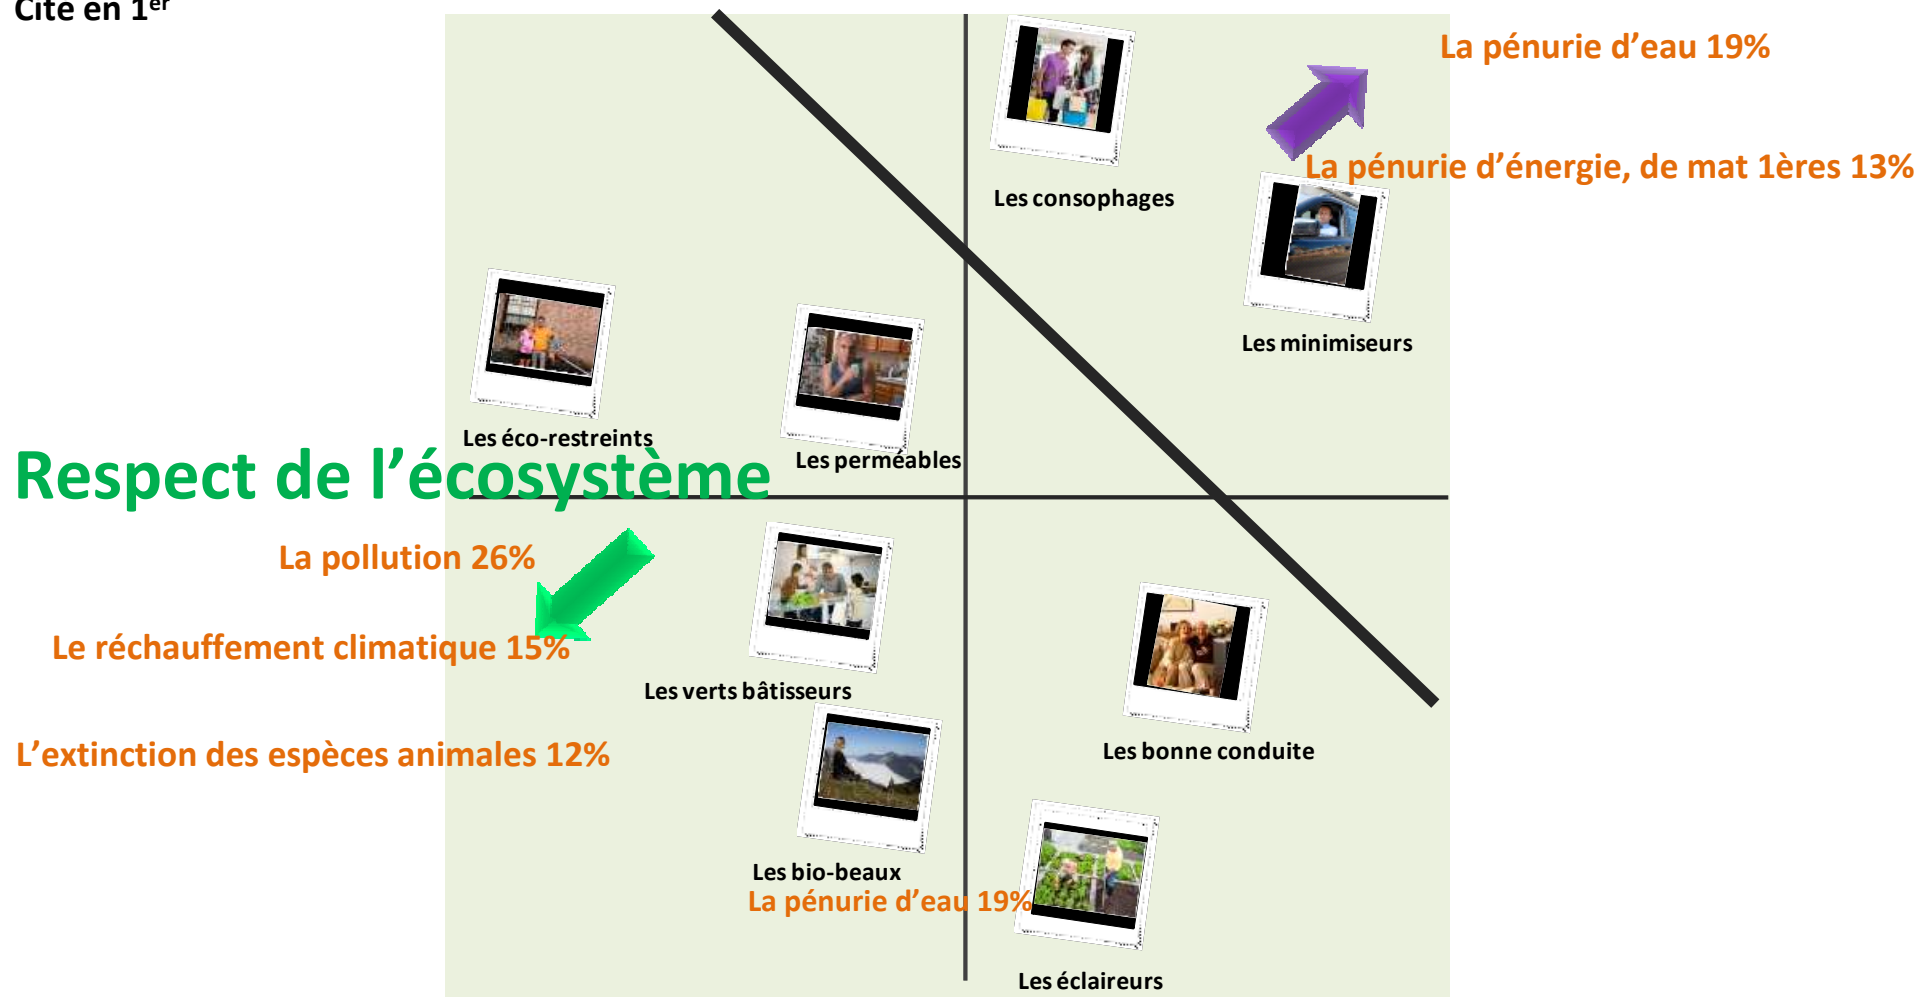 Cité en 1er
La pénurie d’eau 19%
La pénurie d’énergie, de mat 1ères 13%
Les consophages
Les minimiseurs
Les éco-restreints
Les perméables
Respect de l’écosystème
La pollution 26%
Le réchauffement climatique 15%
Les verts bâtisseurs
L’extinction des espèces animales 12%
Les bonne conduite
Les bio-beaux
La pénurie d’eau 19%
Les éclaireurs